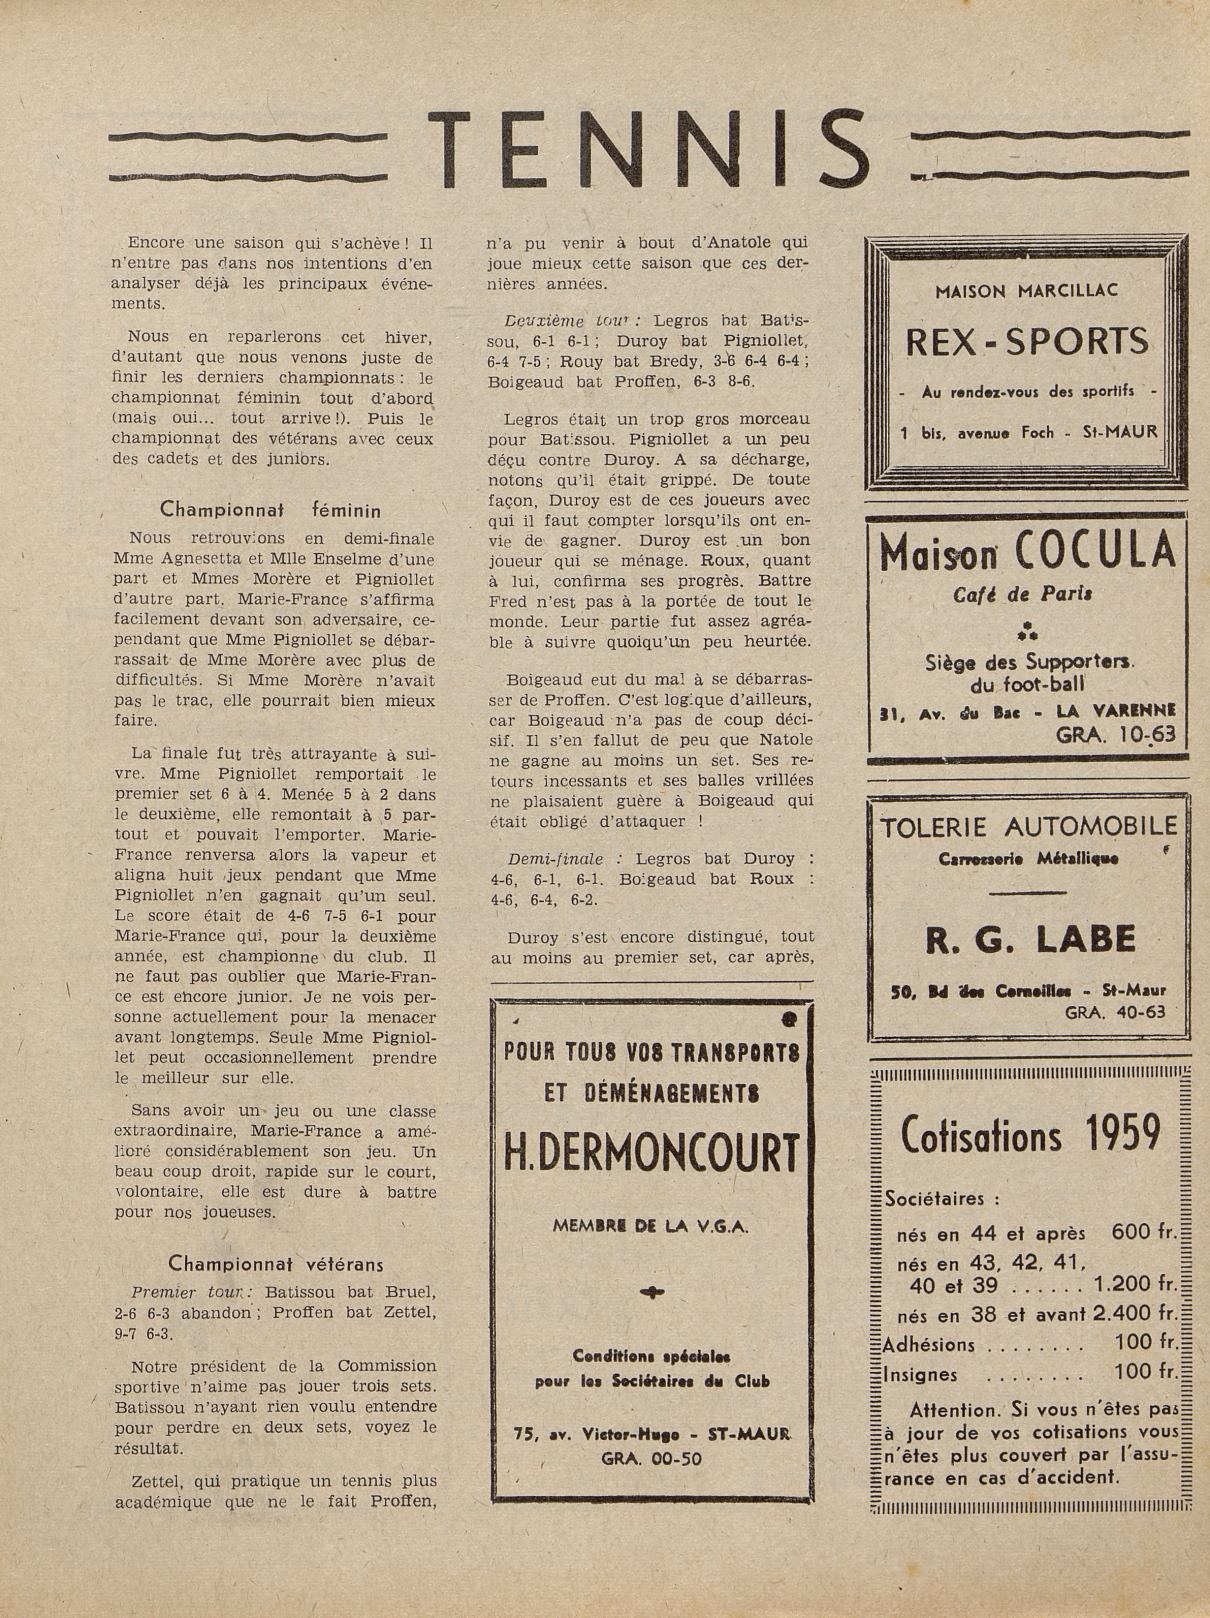 TENNIS
Encore une saison qui s'achève ! Il
n'entre pas dans nos intentions d'en
analyser déjà les principaux événe-
ments.
Nous en reparlerons cet hiver,
d'autant que nous venons juste de
finir les derniers championnats : le
championnat féminin tout d'abord
(mais oui... tout arrive !). Puis le
championnat des vétérans avec ceux
des cadets et des juniors.
Championnat féminin
Nous retrouvions en demi-finale
Mme Agnesetta et Mlle Enselme d'une
part et Mmes Morère et Pigniollet
d'autre part. Marie-France s'affirma
facilement devant son adversaire, ce-
pendant que Mme Pigniollet se débar-
rassait de Mme Morère avec plus de
difficultés. Si Mme Morère n'avait
pas le trac, elle pourrait bien mieux
faire.
La finale fut très attrayante à sui-
vre. Mme Pigniollet remportait le
premier set 6 à 4. Menée 5 à 2 dans
le deuxième, elle remontait à 5 par-
tout et pouvait l'emporter. Marie-
France renversa alors la vapeur et
aligna huit jeux pendant que Mme
Pigniollet n'en gagnait qu'un seul.
Le score était de 4-6 7-5 6-1 pour
Marie-France qui, pour la deuxième
année, est championne du club. Il
ne faut pas oublier que Marie-Fran-
ce est encore junior. Je ne vois per-
sonne actuellement pour la menacer
avant longtemps. Seule Mme Pigniol-
let peut occasionnellement prendre
le meilleur sur elle.
Sans avoir un jeu ou une classe
extraordinaire, Marie-France a amé-
lioré considérablement son jeu. Un
beau coup droit, rapide sur le court,
volontaire, elle est dure à battre
pour nos joueuses.
Championnat vétérans
Premier tour : Batissou bat Bruel,
2-6 6-3 abandon ; Proffen bat Zettel,
9-7 6-3.
Notre président de la Commission
sportive n'aime pas jouer trois sets.
Batissou n'ayant rien voulu entendre
pour perdre en deux sets, voyez le
résultat.
Zettel, qui pratique un tennis plus
académique que ne le fait Proffen,
n'a pu venir à bout d'Anatole qui
joue mieux cette saison que ces der-
nières années.
Deuxième tour : Legros bat Batis-
sou, 6-1 6-1 ; Duroy bat Pigniollet,
6-4 7-5 ; Rouy bat Bredy, 3-6 6-4 6-4 ;
Boigeaud bat Proffen, 6-3 8-6.
Legros était un trop gros morceau
pour Batissou. Pigniollet a un peu
déçu contre Duroy. A sa décharge,
notons qu'il était grippé. De toute
façon, Duroy est de ces joueurs avec
qui il faut compter lorsqu'ils ont en-
vie de gagner. Duroy est un bon
joueur qui se ménage. Roux, quant
à lui, confirma ses progrès. Battre
Fred n'est pas à la portée de tout le
monde. Leur partie fut assez agréa-
ble à suivre quoiqu'un peu heurtée.
Boigeaud eut du mal à se débarras-
ser de Proffen. C'est logique d'ailleurs,
car Boigeaud n'a pas de coup déci-
sif. Il s'en fallut de peu que Natole
ne gagne au moins un set. Ses re-
tours incessants et ses balles vrillées
ne plaisaient guère à Boigeaud qui
était obligé d'attaquer !
Demi-finale : Legros bat Duroy :
4-6, 6-1, 6-1. Boigeaud bat Roux :
4-6, 6-4, 6-2.
Duroy s'est encore distingué, tout
au moins au premier set, car après,
POUR TOUS VOS TRANSPORTS
ET DÉMÉNAGEMENTS
H. DERMONCOURT
MEMBRE DE LA V.G.A.
Conditions spéciales
pour les Sociétaires du Club
75, av. Victor-Hugo - ST-MAUR
GRA. 00-50
MAISON MARCILLAC
REX - SPORTS
- Au rendez-vous des sportifs -
1 bis, avenue Foch - St-MAUR
Maison COCULA
Café de Paris
Siège des Supporters.
du foot-ball
31, Av. du Bac - LA VARENNE
GRA. 10-63
TOLERIE AUTOMOBILE
Carrosserie Métallique
R. G. LABE
50, Bd des Corneilles - St-Maur
GRA. 40-63
Cotisations 1959
Sociétaires :
nés en 44 et après 600 fr.
nés en 43, 42, 41,
40 et 39 ...... 1.200 fr.
nés en 38 et avant 2.400 fr.
Adhésions ........ 100 fr.
Insignes ........ 100 fr.
Attention. Si vous n'êtes pas
à jour de vos cotisations vous
n'êtes plus couvert par l'assu-
rance en cas d'accident.